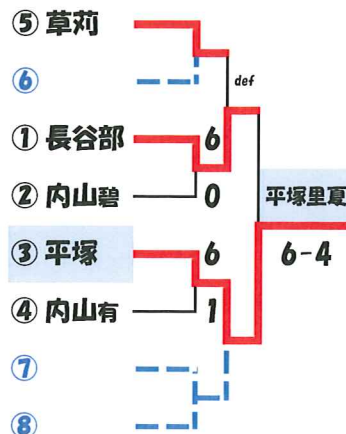 ⑤ 草苅
⑥
def
① 長谷部 6
② 内山碧 0
平塚里夏
③ 平塚 6
6-4
④ 内山有 1
⑦
⑧